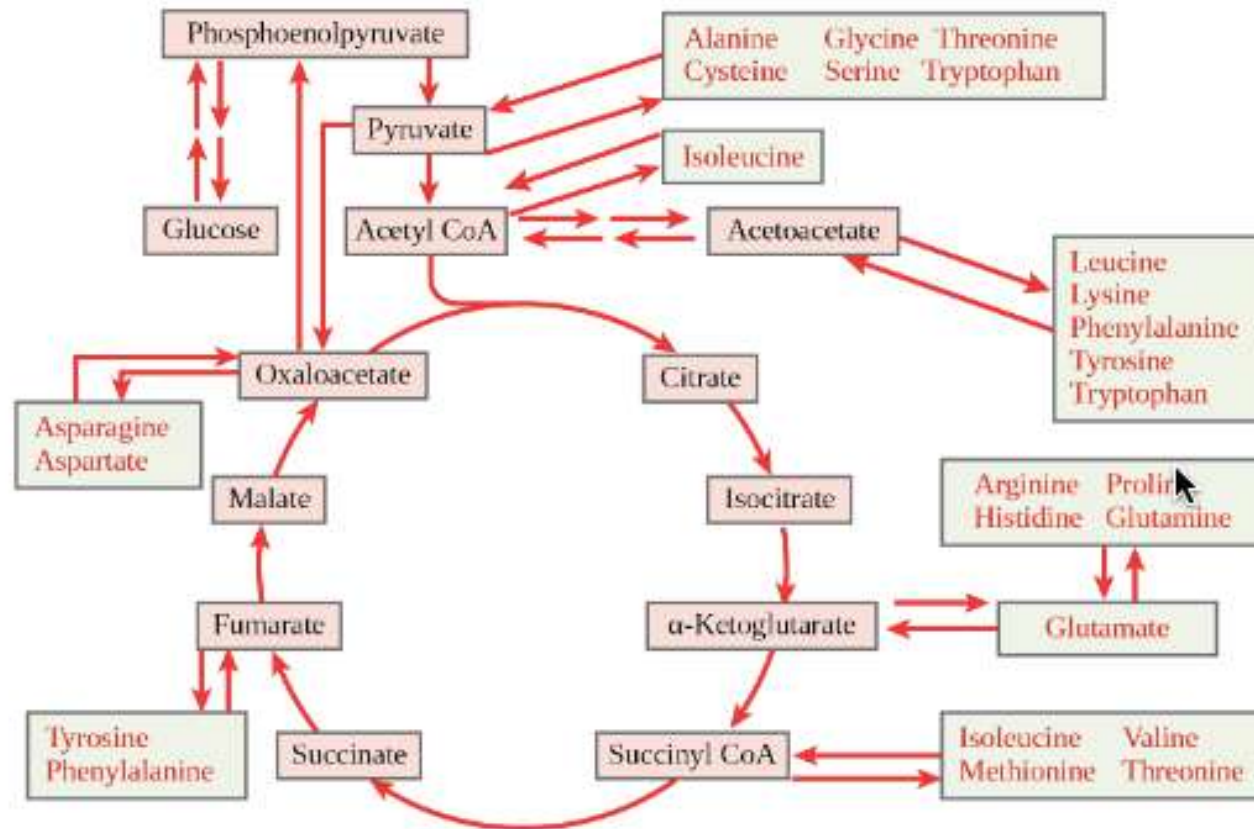 Phosphoenolpyruvate
Alanine Glycine Threonine
Cysteine Serine Tryptophan
Pyruvate
Isoleucine
Glucose
Acetyl CoA
Acetoacetate
Leucine
Lysine
Phenylalanine
Tyrosine
Tryptophan
Oxaloacetate
Citrate
Asparagine
Aspartate
Malate
Isocitrate
Arginine
Histidine Glutamine
Fumarate
α-Ketoglutarate
Glutamate
Tyrosine
Phenylalanine
Succinate
Succinyl CoA
Isoleucine Valine
Methionine Threonine